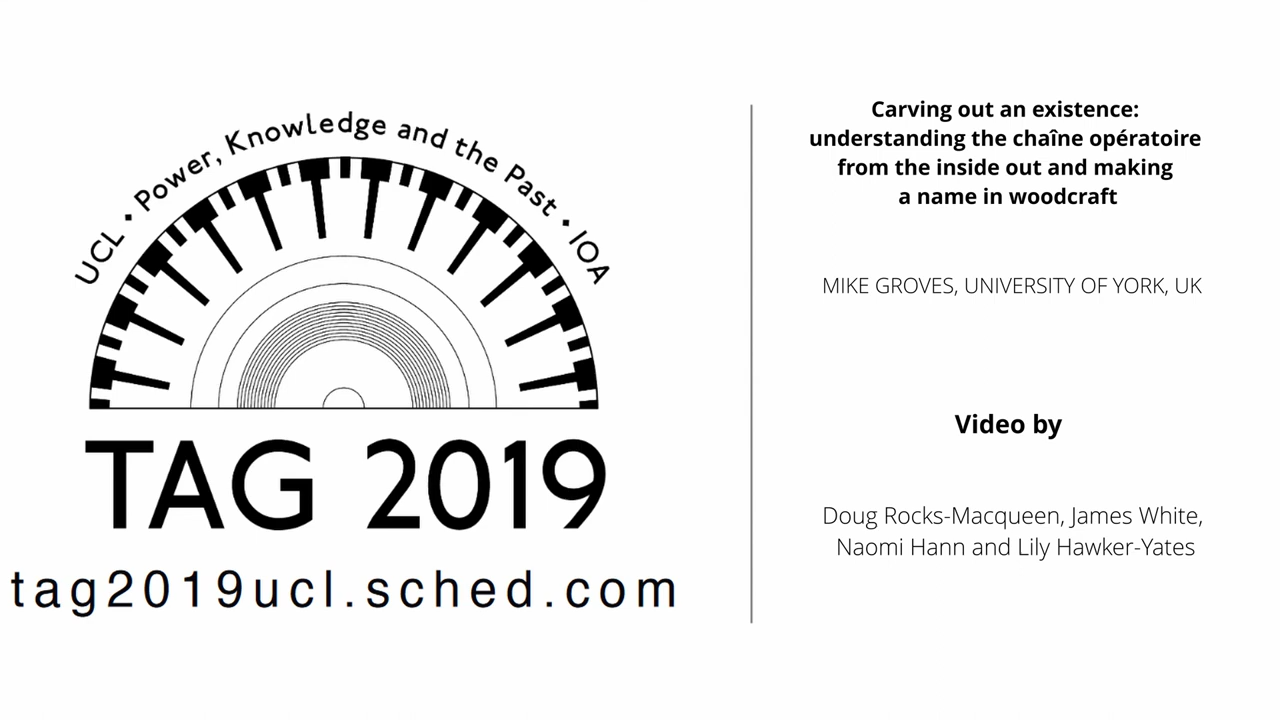 UCL • Power, Knowledge and the Past • IOA
TAG 2019
tag2019ucl.sched.com
Carving out an existence:
understanding the chaîne opératoire
from the inside out and making
a name in woodcraft
MIKE GROVES, UNIVERSITY OF YORK, UK
Video by
Doug Rocks-Macqueen, James White,
Naomi Hann and Lily Hawker-Yates